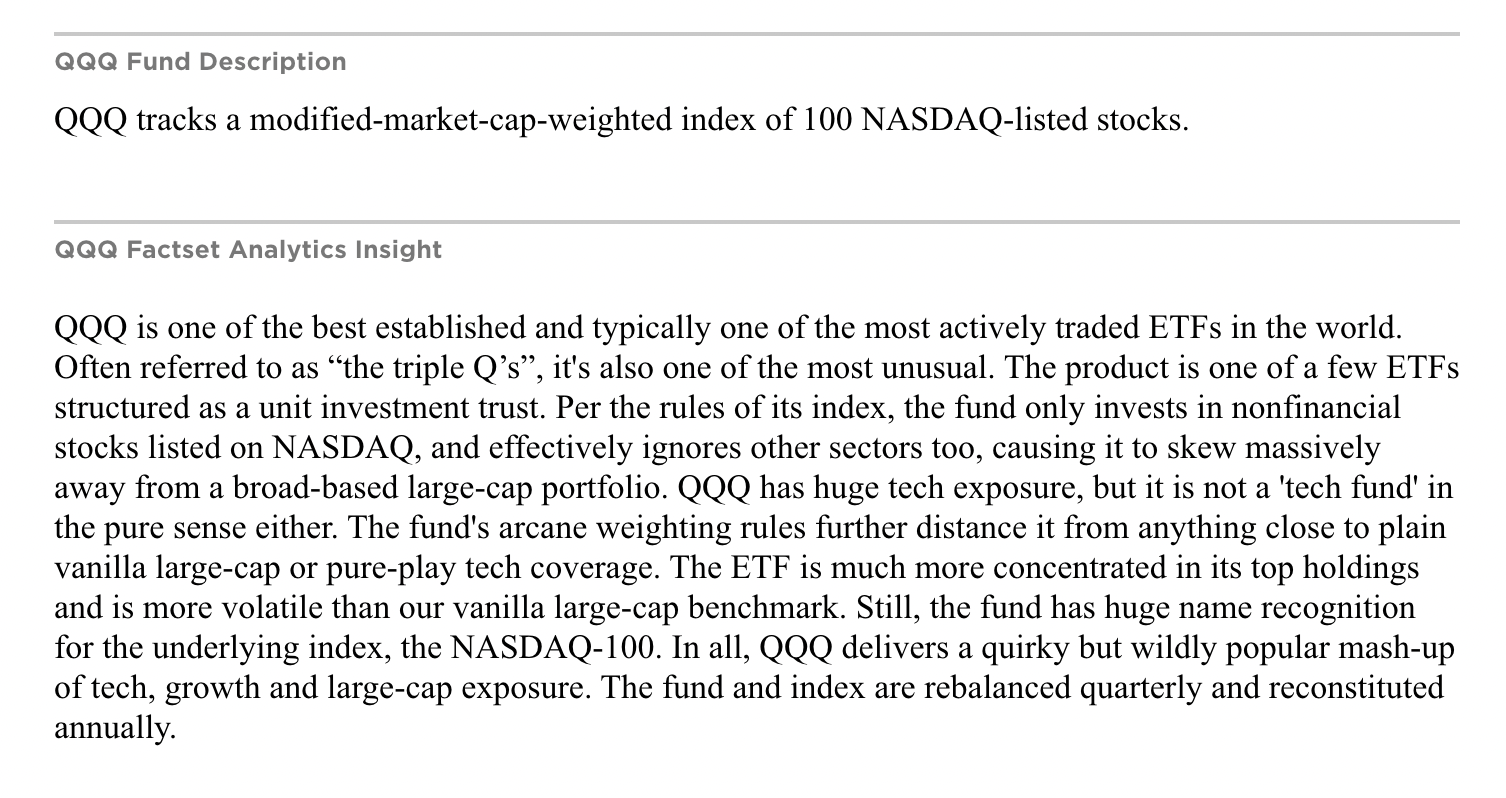 QQQ Fund Description
QQQ tracks a modified-market-cap-weighted index of 100 NASDAQ-listed stocks.
QQQ Factset Analytics Insight
QQQ is one of the best established and typically one of the most actively traded ETFs in the world.
Often referred to as “the triple Q’s”, it's also one of the most unusual. The product is one of a few ETFs
structured as a unit investment trust. Per the rules of its index, the fund only invests in nonfinancial
stocks listed on NASDAQ, and effectively ignores other sectors too, causing it to skew massively
away from a broad-based large-cap portfolio. QQQ has huge tech exposure, but it is not a 'tech fund' in
the pure sense either. The fund's arcane weighting rules further distance it from anything close to plain
vanilla large-cap or pure-play tech coverage. The ETF is much more concentrated in its top holdings
and is more volatile than our vanilla large-cap benchmark. Still, the fund has huge name recognition
for the underlying index, the NASDAQ-100. In all, QQQ delivers a quirky but wildly popular mash-up
of tech, growth and large-cap exposure. The fund and index are rebalanced quarterly and reconstituted
annually.